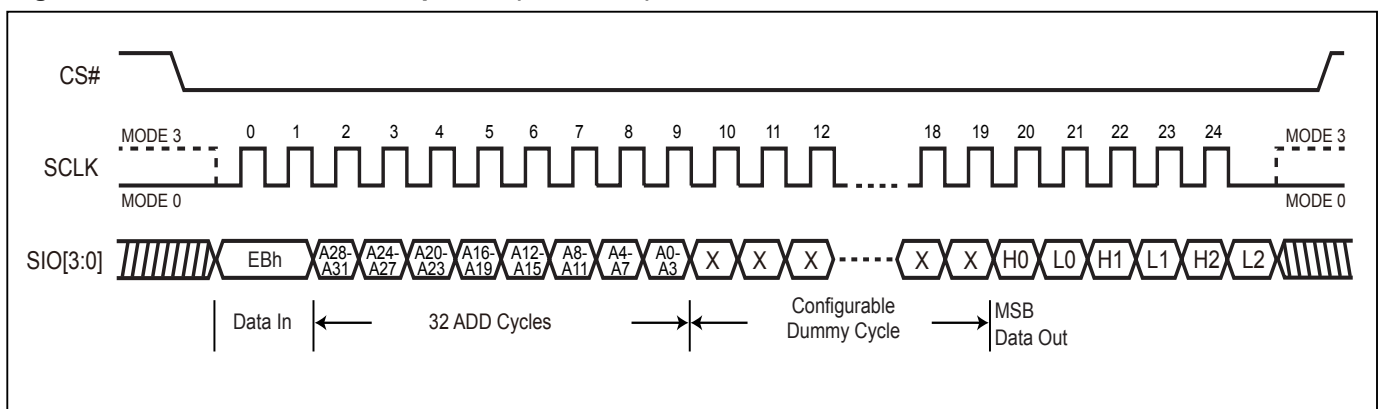 CS#
MODE 3 0 1 2 3 4 5 6 7 8 9 10 11 12 18 19 20 21 22 23 24 MODE 3
SCLK
MODE 0 MODE 0
SIO[3:0] EBh A28-A31 A24-A27 A20-A23 A16-A19 A12-A15 A8-A11 A4-A7 A0-A3 X X X X X H0 L0 H1 L1 H2 L2
Data In 32 ADD Cycles Configurable Dummy Cycle MSB Data Out